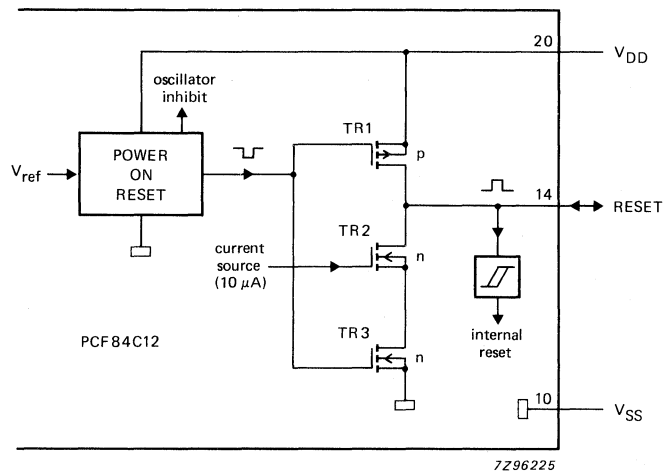 20
V_DD
oscillator
inhibit
TR1
p
POWER
ON
RESET
V_ref
14
RESET
TR2
n
current
source
(10 µA)
internal
reset
TR3
n
PCF84C12
10
V_SS
7Z96225